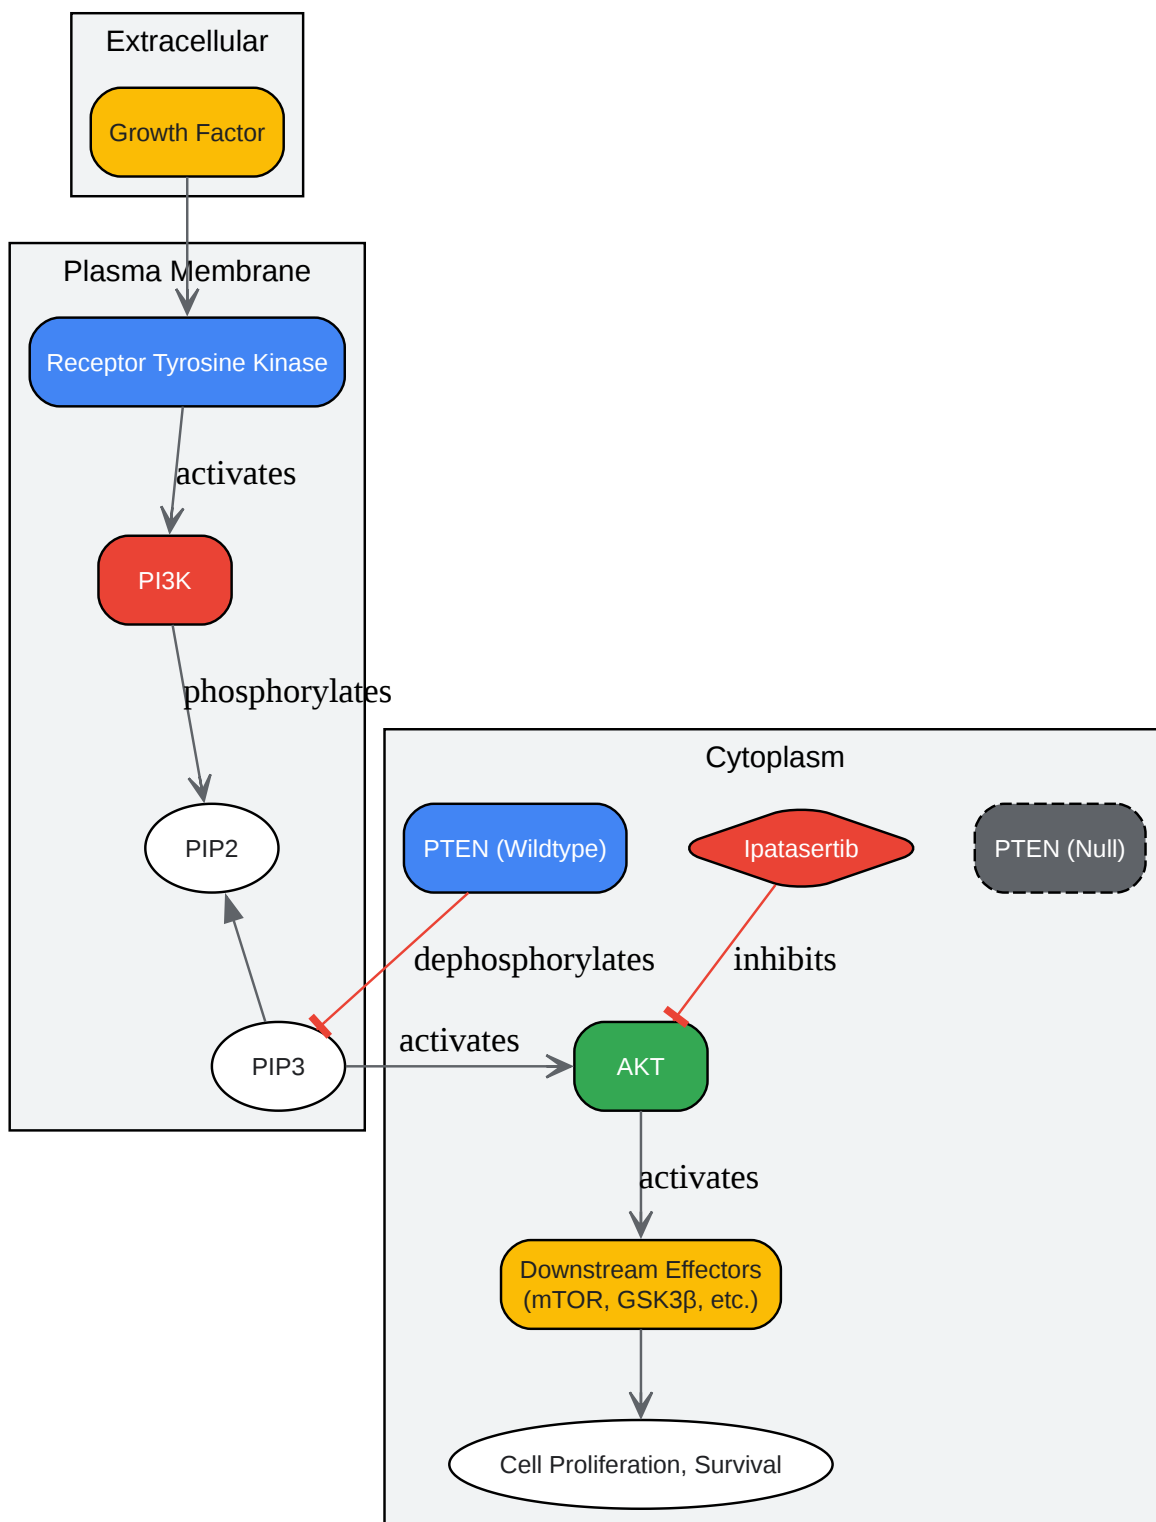 Extracellular
Growth Factor
Plasma Membrane
Receptor Tyrosine Kinase
activates
PI3K
phosphorylates
Cytoplasm
PIP2
PTEN (Wildtype)
Ipatasertib
PTEN (Null)
dephosphorylates
inhibits
activates
PIP3
AKT
activates
Downstream Effectors
(mTOR, GSK3β, etc.)
Cell Proliferation, Survival